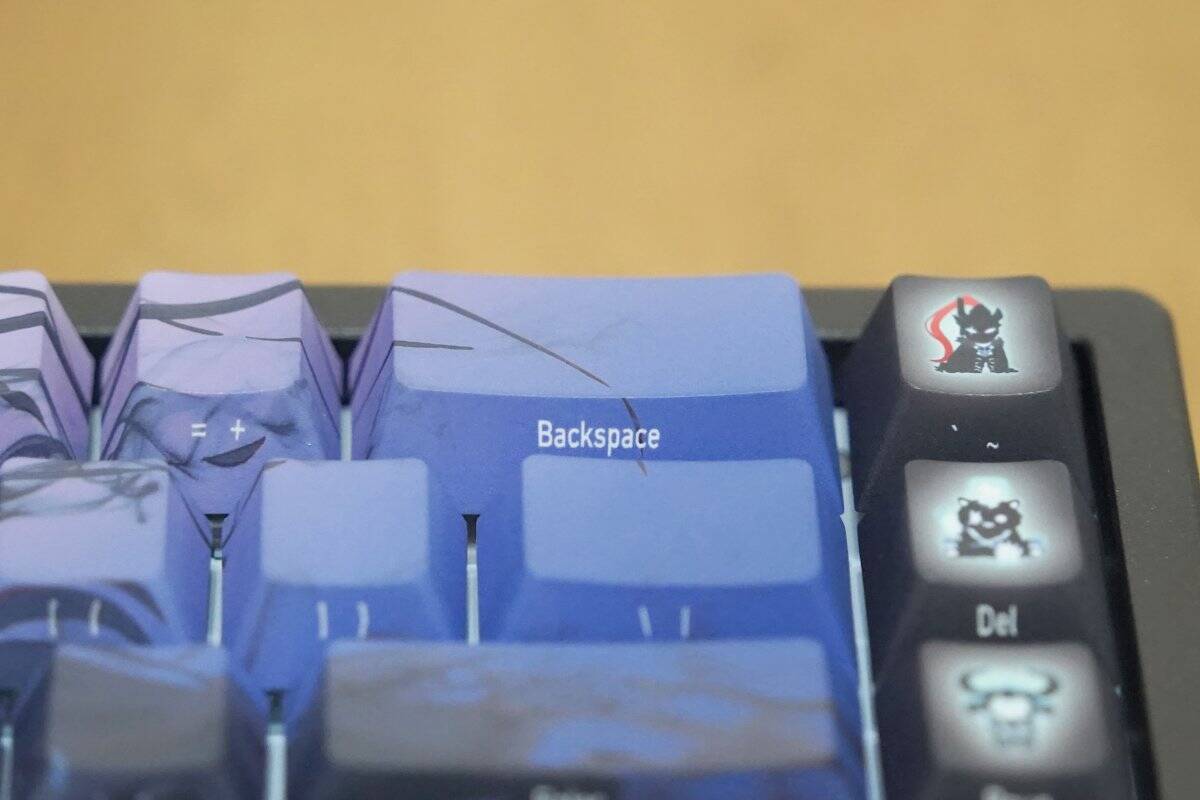 = +
Backspace
` ~
[ {
] }
\ |
Del